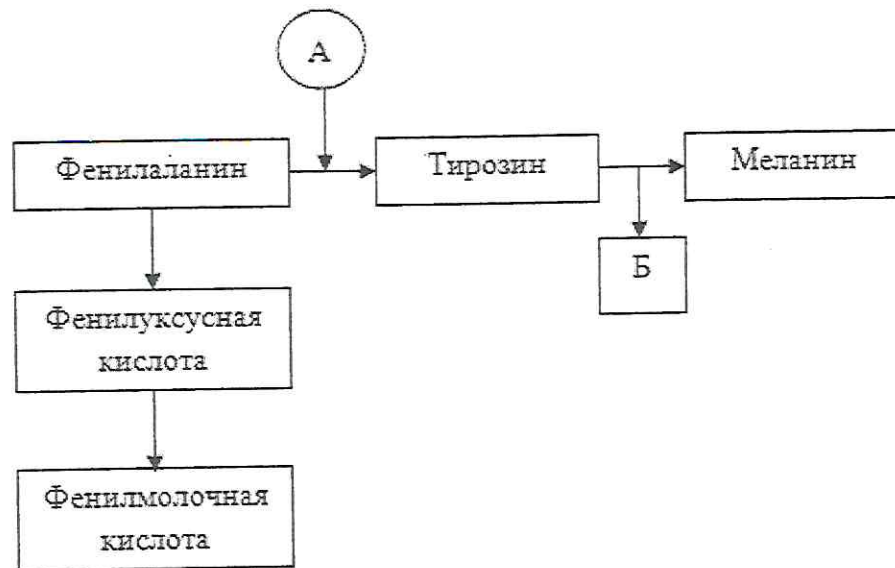 А
Фенилаланин
Тирозин
Меланин
Б
Фенилуксусная
кислота
Фенилмолочная
кислота